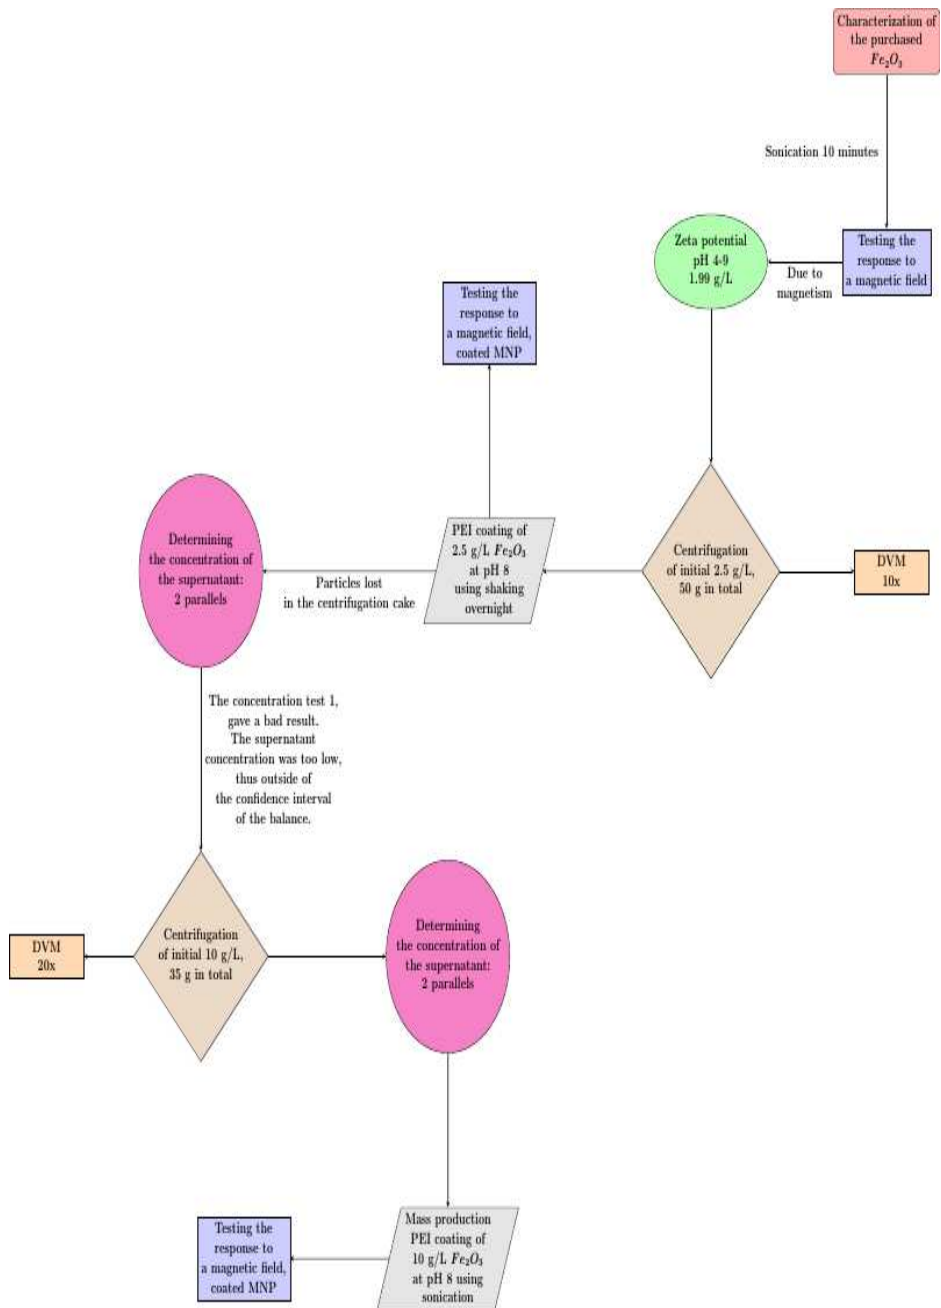 Characterization of
the purchased
Fe₂O₃
Sonication 10 minutes
Testing the
response to
a magnetic field
Due to
magnetism
Zeta potential
pH 4-9
1.99 g/L
Testing the
response to
a magnetic field,
coated MNP
Centrifugation
of initial 2.5 g/L,
50 g in total
DVM
10x
PEI coating of
2.5 g/L Fe₂O₃
at pH 8
using shaking
overnight
Particles lost
in the centrifugation cake
Determining
the concentration of
the supernatant:
2 parallels
The concentration test 1,
gave a bad result.
The supernatant
concentration was too low,
thus outside of
the confidence interval
of the balance.
Centrifugation
of initial 10 g/L,
35 g in total
DVM
20x
Determining
the concentration of
the supernatant:
2 parallels
Mass production
PEI coating of
10 g/L Fe₂O₃
at pH 8 using
sonication
Testing the
response to
a magnetic field,
coated MNP